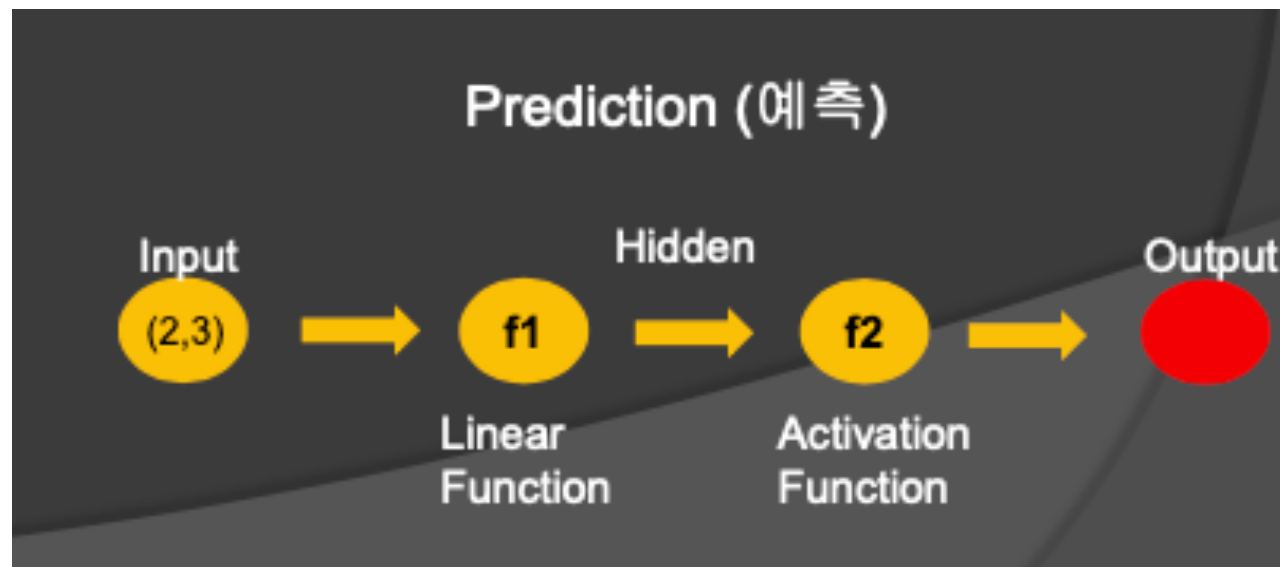 Prediction (예측)
Input
Hidden
Output
(2,3)
f1
f2
Linear
Function
Activation
Function